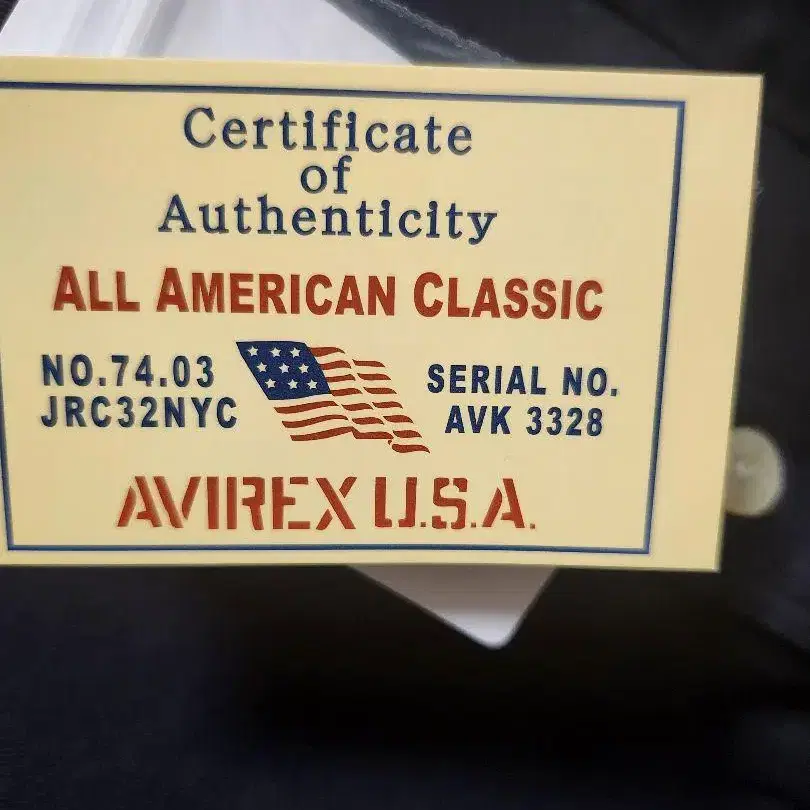 Certificate
of
Authenticity
ALL AMERICAN CLASSIC
NO.74.03
JRC32NYC
SERIAL NO.
AVK 3328
AVIREX U.S.A.